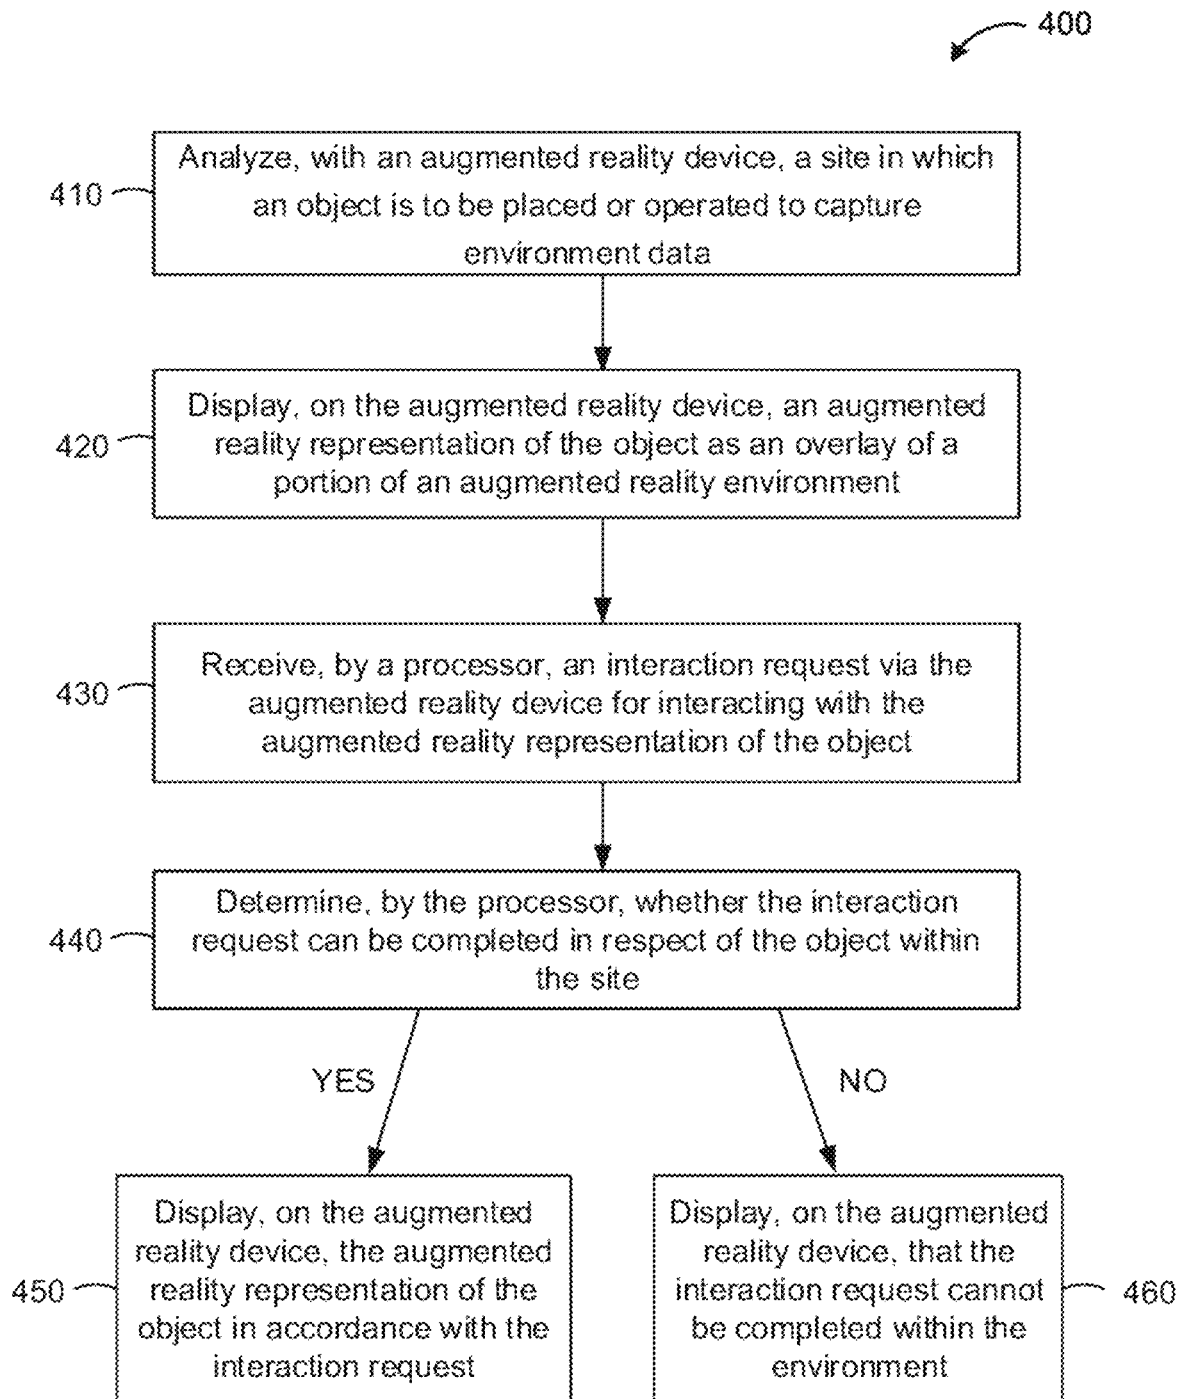 400
410
Analyze, with an augmented reality device, a site in which
an object is to be placed or operated to capture
environment data
420
Display, on the augmented reality device, an augmented
reality representation of the object as an overlay of a
portion of an augmented reality environment
430
Receive, by a processor, an interaction request via the
augmented reality device for interacting with the
augmented reality representation of the object
440
Determine, by the processor, whether the interaction
request can be completed in respect of the object within
the site
YES
NO
450
Display, on the augmented
reality device, the augmented
reality representation of the
object in accordance with the
interaction request
Display, on the augmented
reality device, that the
interaction request cannot
be completed within the
environment
460